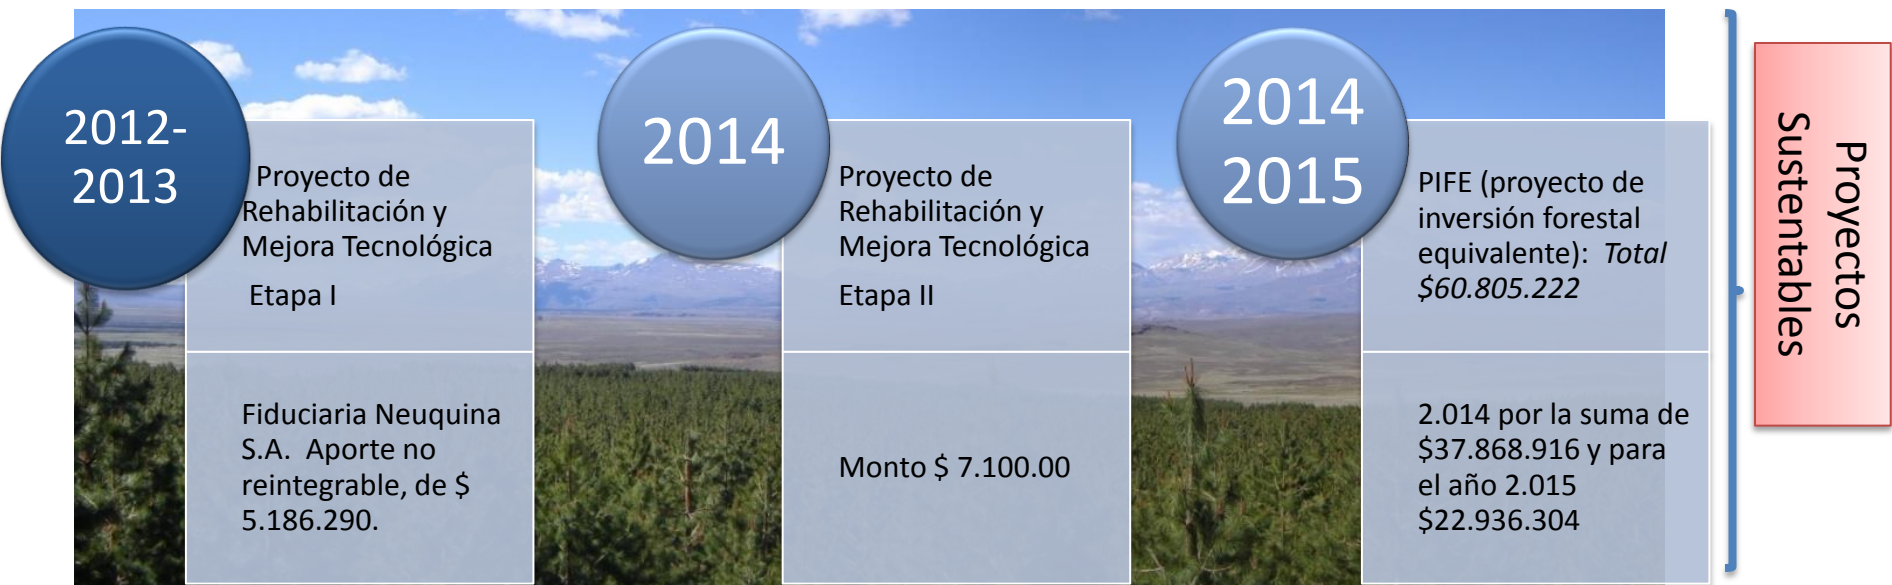 2012-
2013
Proyecto de
Rehabilitación y
Mejora Tecnológica
Etapa I
Fiduciaria Neuquina
S.A. Aporte no
reintegrable, de $
5.186.290.
2014
Proyecto de
Rehabilitación y
Mejora Tecnológica
Etapa II
Monto $ 7.100.00
2014
2015
PIFE (proyecto de
inversión forestal
equivalente): Total
$60.805.222
2.014 por la suma de
$37.868.916 y para
el año 2.015
$22.936.304
Proyectos
Sustentables